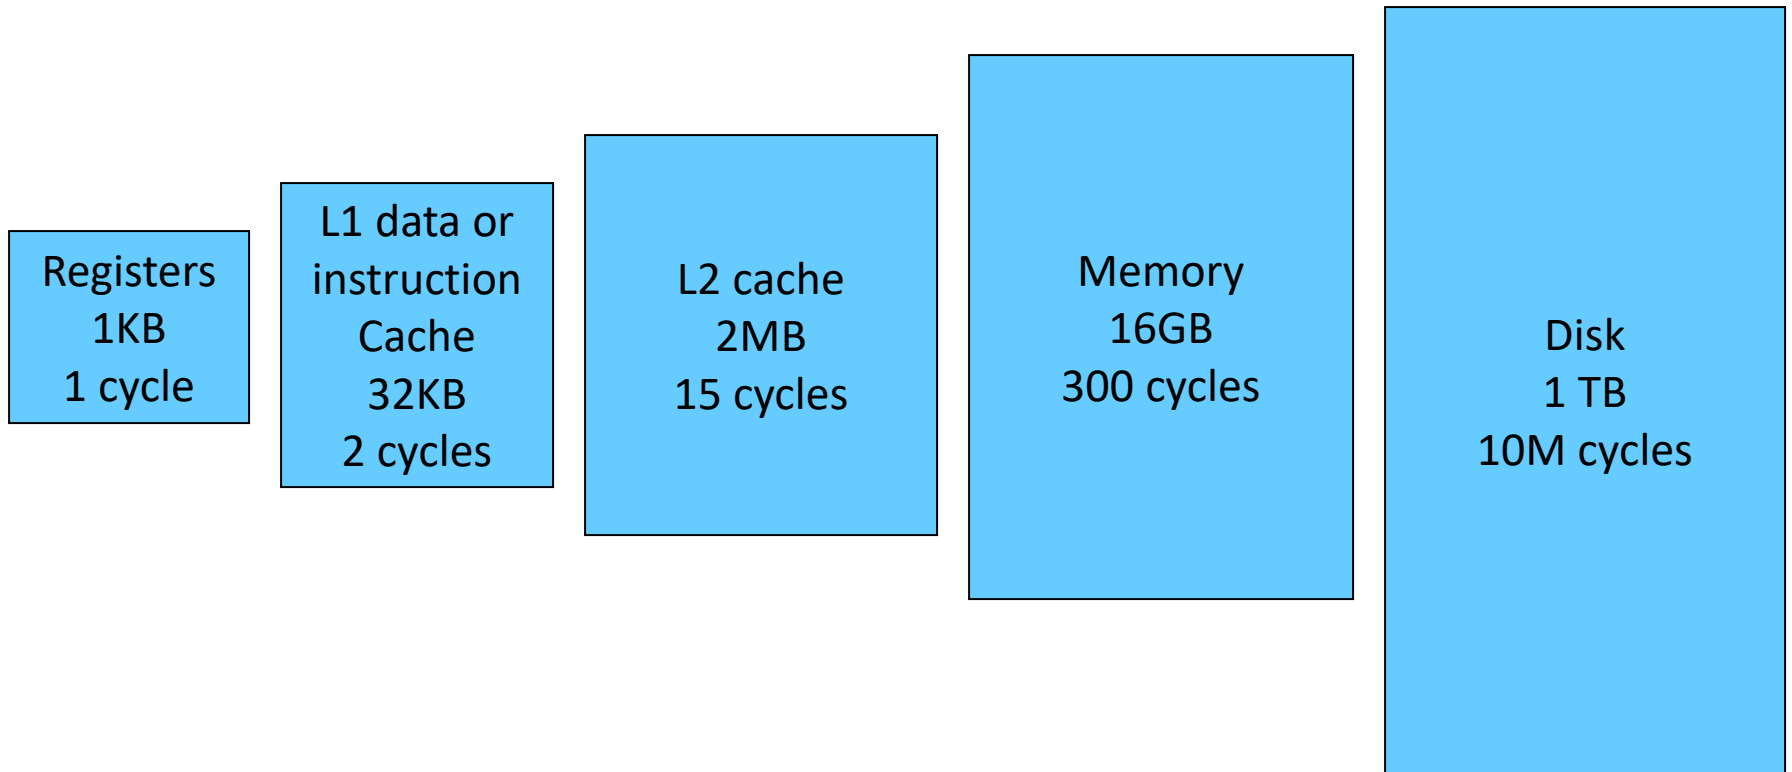 Registers
1KB
1 cycle
L1 data or
instruction
Cache
32KB
2 cycles
L2 cache
2MB
15 cycles
Memory
16GB
300 cycles
Disk
1 TB
10M cycles